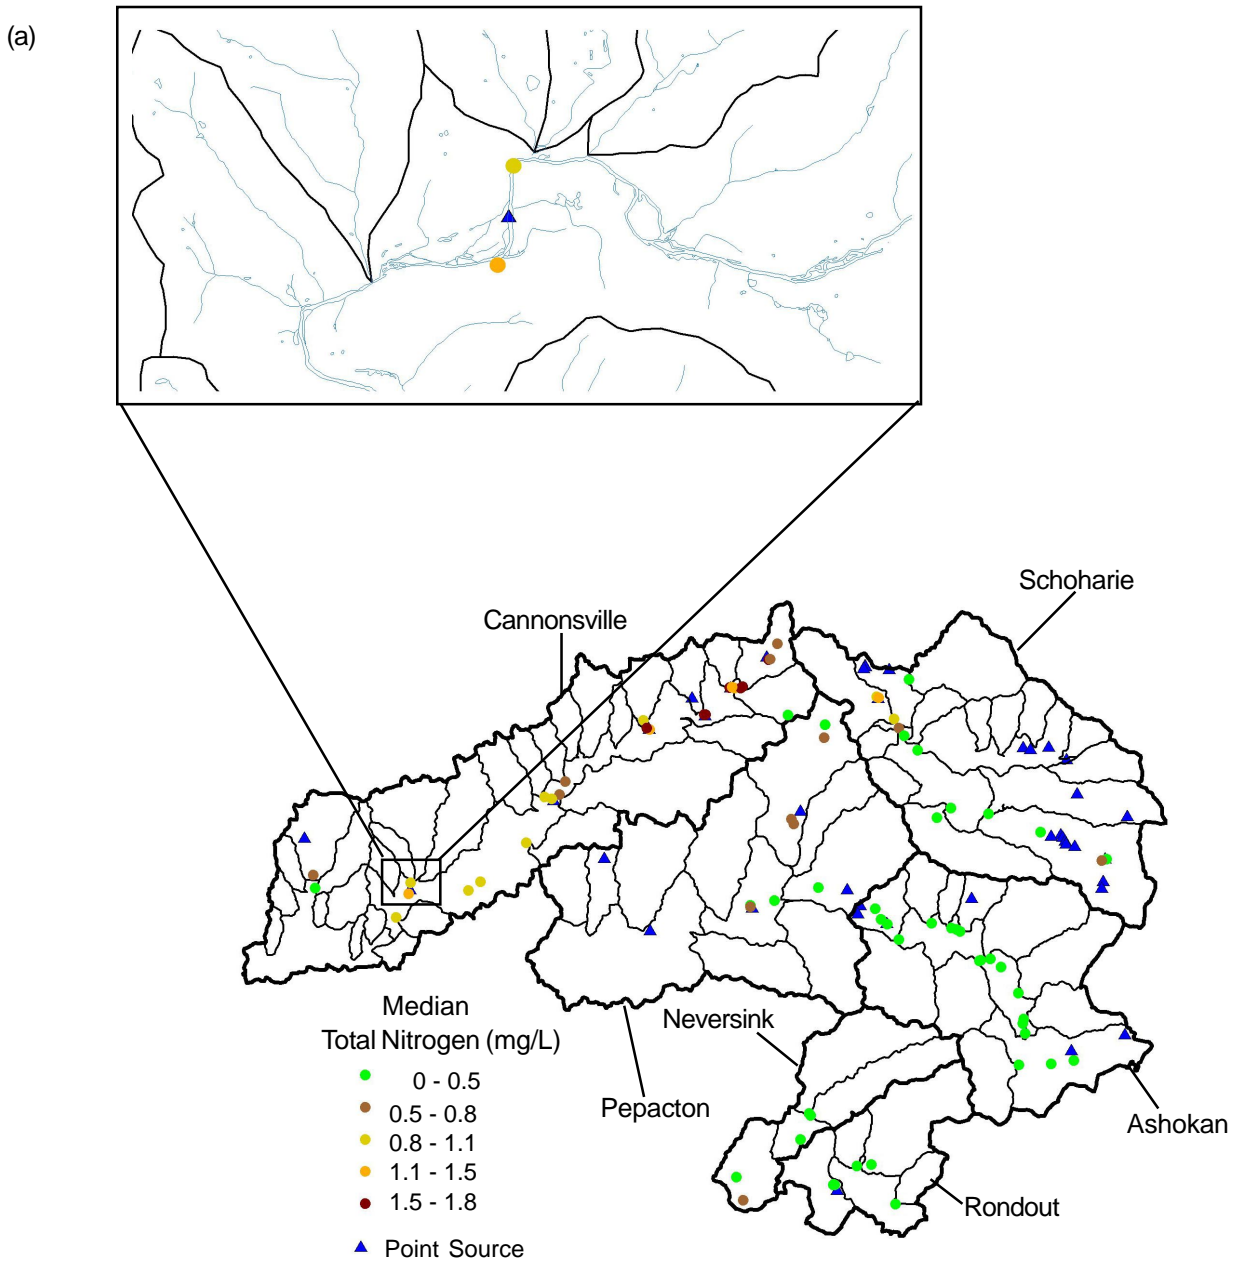 (a)
Schoharie
Cannonsville
Median
Total Nitrogen (mg/L)
0 - 0.5
0.5 - 0.8
0.8 - 1.1
1.1 - 1.5
1.5 - 1.8
Point Source
Neversink
Pepacton
Ashokan
Rondout